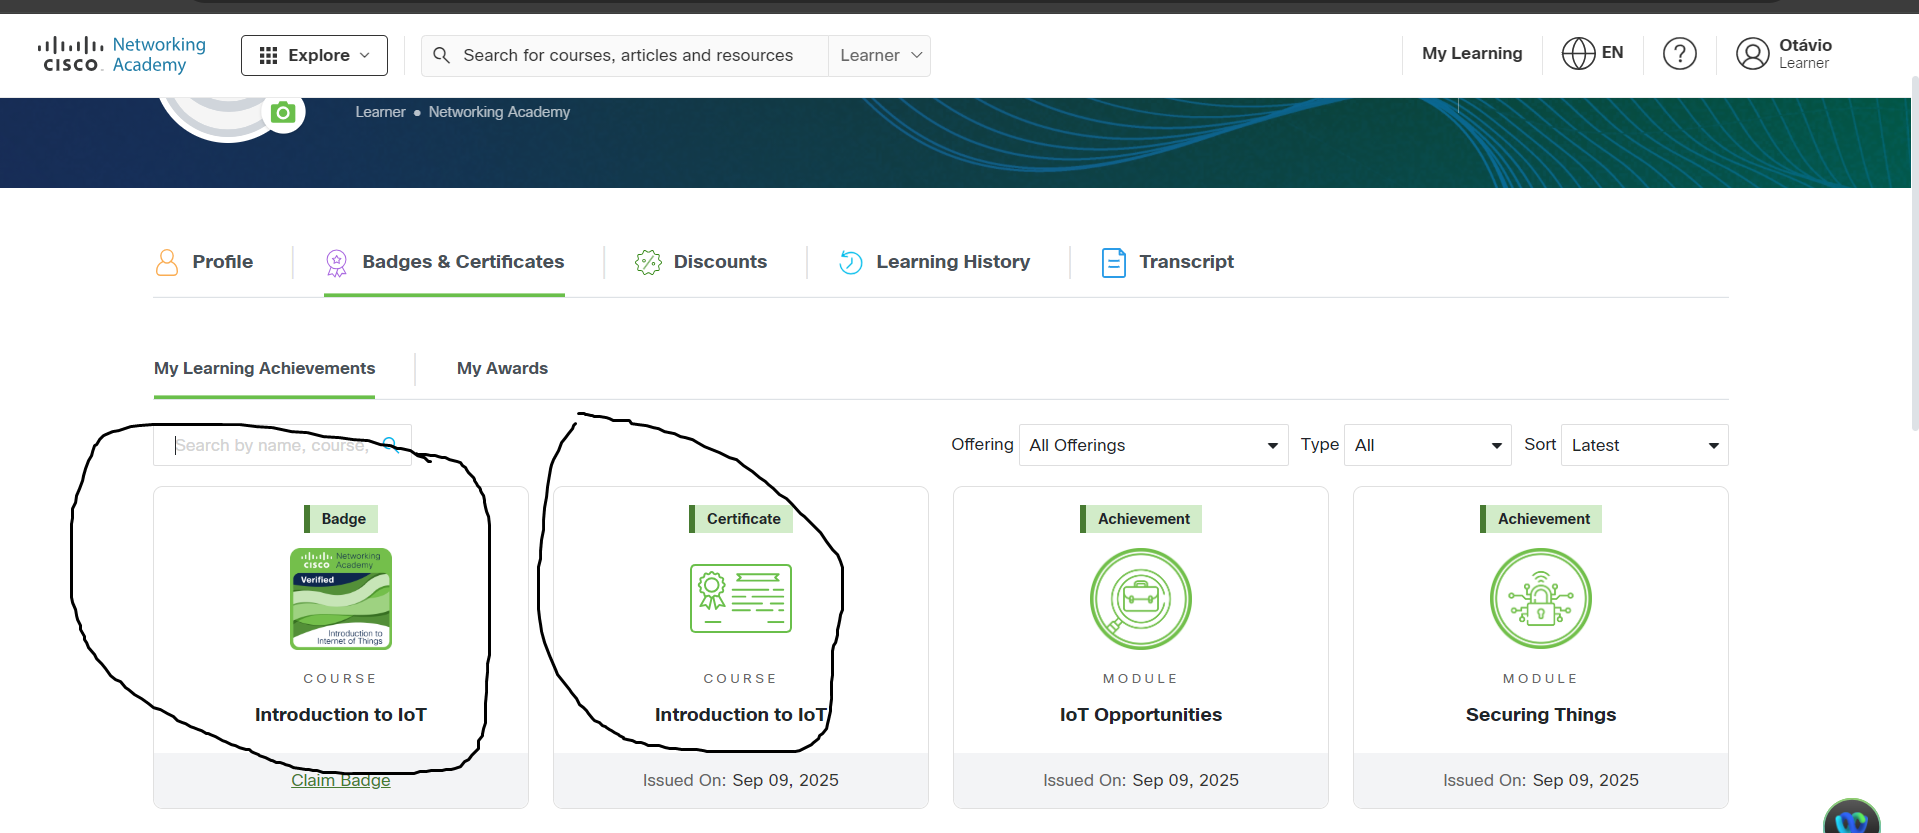 CISCO Networking Academy
Explore
Search for courses, articles and resources
Learner
My Learning
EN
?
Otávio
Learner
Learner • Networking Academy
Profile
Badges & Certificates
Discounts
Learning History
Transcript
My Learning Achievements
My Awards
Search by name, course,
Offering
All Offerings
Type
All
Sort
Latest
Badge
CISCO Networking Academy
Verified
Introduction to
Internet of Things
COURSE
Introduction to IoT
Claim Badge
Certificate
COURSE
Introduction to IoT
Issued On: Sep 09, 2025
Achievement
MODULE
IoT Opportunities
Issued On: Sep 09, 2025
Achievement
MODULE
Securing Things
Issued On: Sep 09, 2025